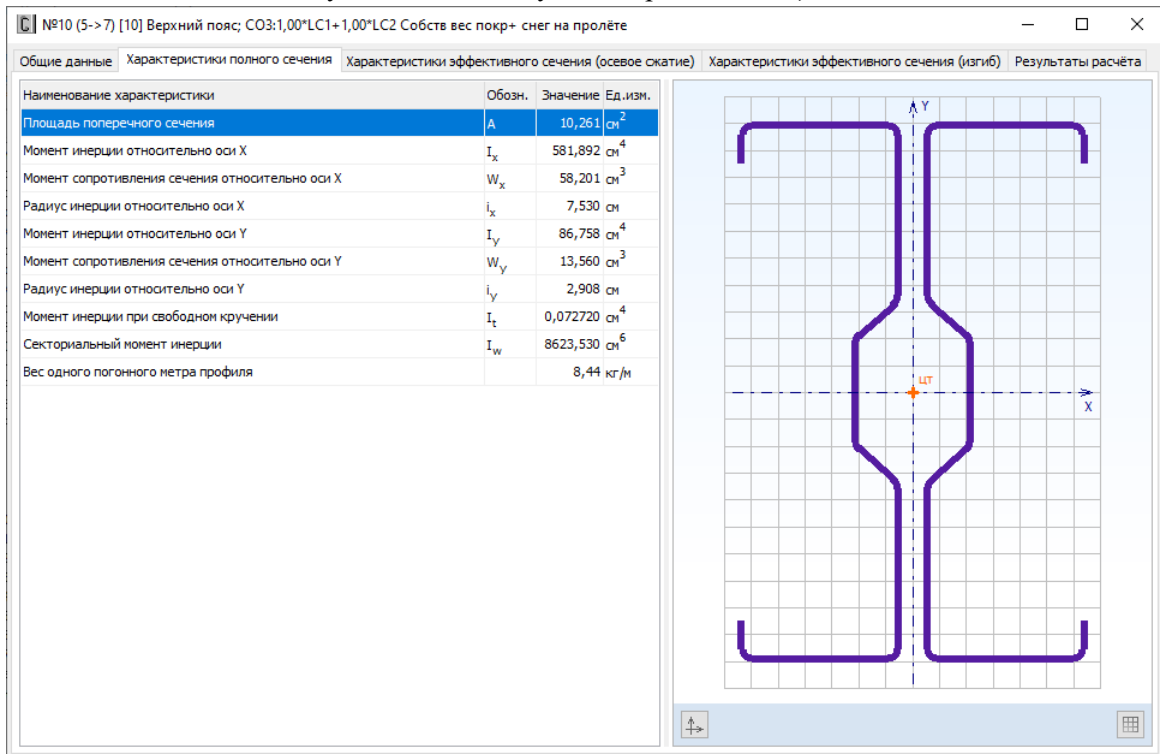 №10 (5->7) [10] Верхний пояс; CO3:1,00*LC1+1,00*LC2 Собств вес покр+ снег на пролёте
Общие данные Характеристики полного сечения Характеристики эффективного сечения (осевое сжатие) Характеристики эффективного сечения (изгиб) Результаты расчёта
Наименование характеристики Обозн. Значение Ед.изм.
Площадь поперечного сечения A 10,261 см2
Момент инерции относительно оси X Ix 581,892 см4
Момент сопротивления сечения относительно оси X Wx 58,201 см3
Радиус инерции относительно оси X ix 7,530 см
Момент инерции относительно оси Y Iy 86,758 см4
Момент сопротивления сечения относительно оси Y Wy 13,560 см3
Радиус инерции относительно оси Y iy 2,908 см
Момент инерции при свободном кручении It 0,072720 см4
Секториальный момент инерции Iw 8623,530 см6
Вес одного погонного метра профиля 8,44 кг/м
Y
цт
X